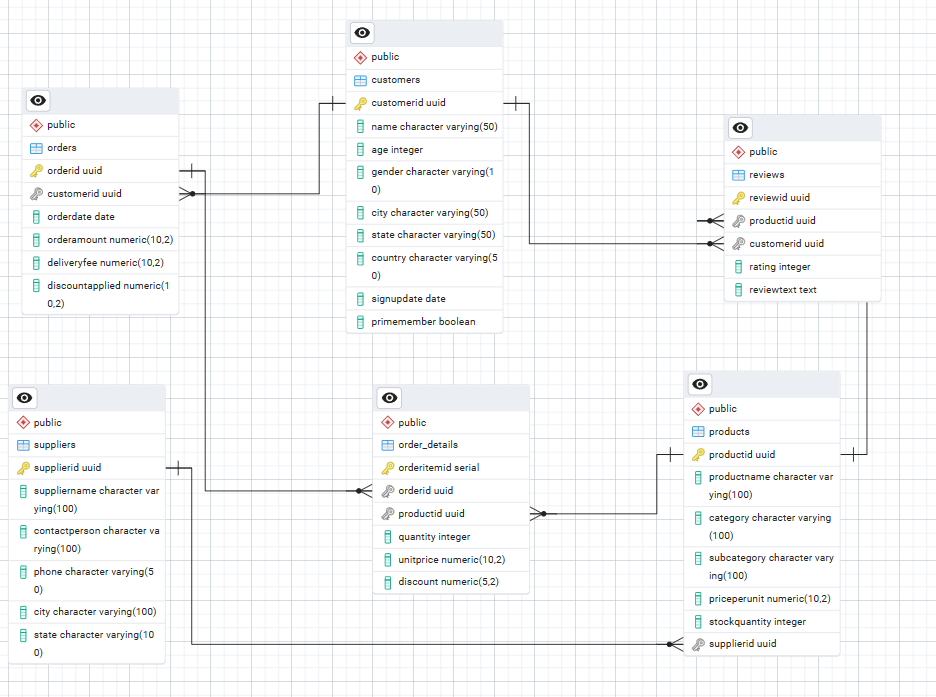 public
customers
customerid uuid
name character varying(50)
age integer
gender character varying(1
0)
city character varying(50)
state character varying(50)
country character varying(5
0)
signupdate date
primemember boolean
public
orders
orderid uuid
customerid uuid
orderdate date
orderamount numeric(10,2)
deliveryfee numeric(10,2)
discountapplied numeric(1
0,2)
public
reviews
reviewid uuid
productid uuid
customerid uuid
rating integer
reviewtext text
public
suppliers
supplierid uuid
suppliername character var
ying(100)
contactperson character va
rying(100)
phone character varying(5
0)
city character varying(100)
state character varying(10
0)
public
order_details
orderitemid serial
orderid uuid
productid uuid
quantity integer
unitprice numeric(10,2)
discount numeric(5,2)
public
products
productid uuid
productname character var
ying(100)
category character varying
(100)
subcategory character vary
ing(100)
priceperunit numeric(10,2)
stockquantity integer
supplierid uuid